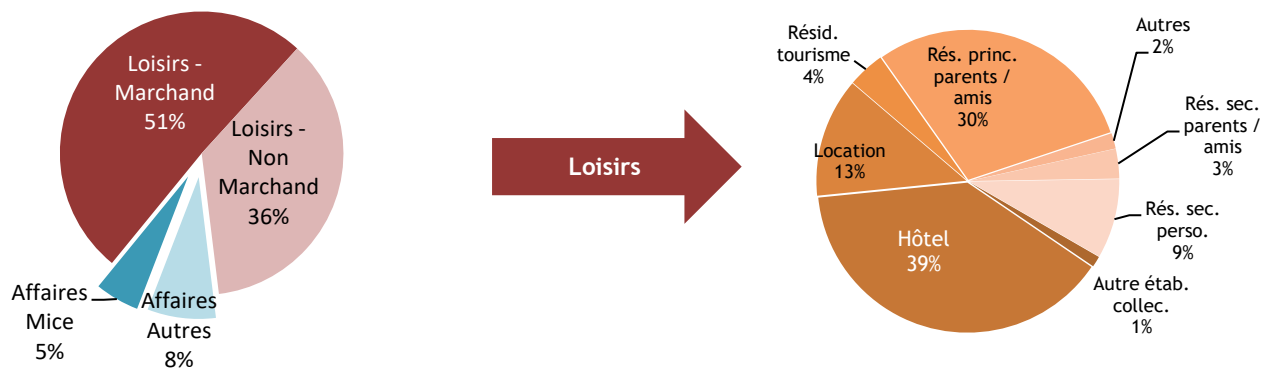 Loisirs -
Marchand
51%
Loisirs -
Non
Marchand
36%
Affaires
Mice
5%
Affaires
Autres
8%
Loisirs
Résid.
tourisme
4%
Rés. princ.
parents /
amis
30%
Autres
2%
Rés. sec.
parents /
amis
3%
Location
13%
Rés. sec.
perso.
9%
Hôtel
39%
Autre étab.
collec.
1%